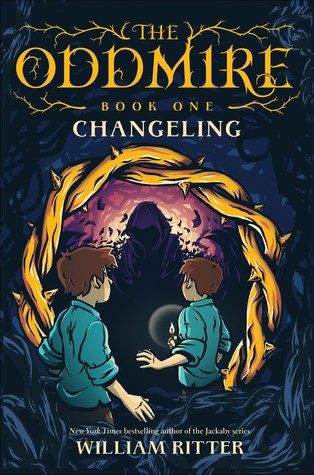 THE
ODDMIRE
BOOK ONE
CHANGELING
New York Times bestselling author of the Jackaby series
WILLIAM RITTER